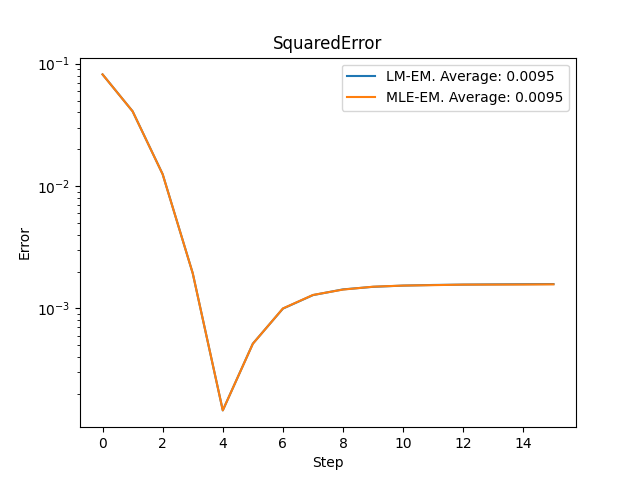 SquaredError
LM-EM. Average: 0.0095
MLE-EM. Average: 0.0095
Error
10⁻¹
10⁻²
10⁻³
0 2 4 6 8 10 12 14
Step